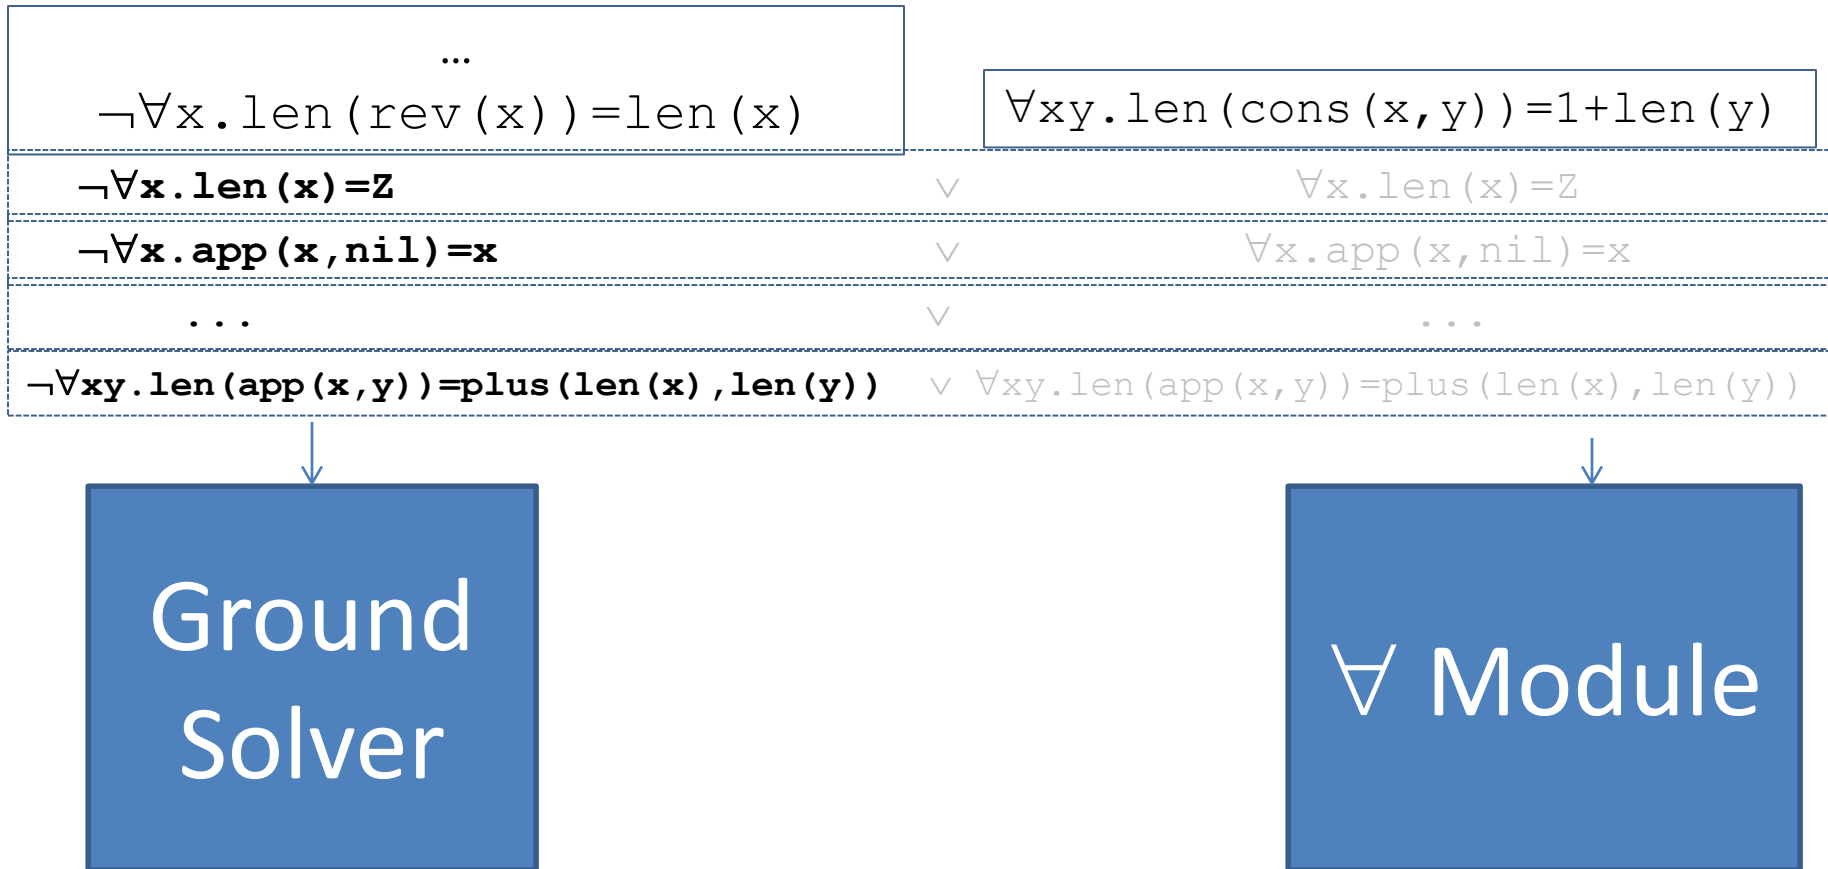 …
¬∀x.len(rev(x))=len(x)
∀xy.len(cons(x,y))=1+len(y)
¬∀x.len(x)=Z ∨ ∀x.len(x)=Z
¬∀x.app(x,nil)=x ∨ ∀x.app(x,nil)=x
... ∨ ...
¬∀xy.len(app(x,y))=plus(len(x),len(y)) ∨ ∀xy.len(app(x,y))=plus(len(x),len(y))
Ground
Solver
∀ Module